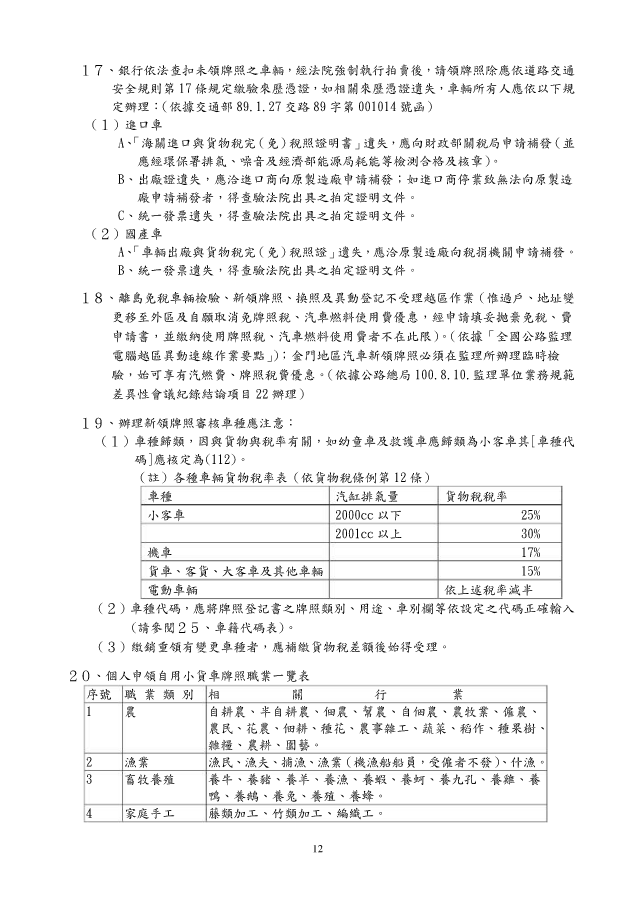 １７、銀行依法查扣未領牌照之車輛，經法院強制執行拍賣後，請領牌照除應依道路交通
安全規則第 17 條規定繳驗來歷憑證，如相關來歷憑證遺失，車輛所有人應依以下規
定辦理：(依據交通部 89.1.27 交路 89 字第 001014 號函)
（１）進口車
A、「海關進口與貨物稅完（免）稅照證明書」遺失，應向財政部關稅局申請補發（並
應經環保署排氣、噪音及經濟部能源局耗能等檢測合格及核章）。
B、出廠證遺失，應洽進口商向原製造廠申請補發；如進口商停業致無法向原製造
廠申請補發者，得查驗法院出具之拍定證明文件。
C、統一發票遺失，得查驗法院出具之拍定證明文件。
（２）國產車
A、「車輛出廠與貨物稅完（免）稅照證」遺失，應洽原製造廠向稅捐機關申請補發。
B、統一發票遺失，得查驗法院出具之拍定證明文件。
１８、離島免稅車輛檢驗、新領牌照、換照及異動登記不受理越區作業（惟過戶、地址變
更移至外區及自願取消免牌照稅、汽車燃料使用費優惠，經申請填妥拋棄免稅、費
申請書，並繳納使用牌照稅、汽車燃料使用費者不在此限）。(依據「全國公路監理
電腦越區異動連線作業要點」)；金門地區汽車新領牌照必須在監理所辦理臨時檢
驗，始可享有汽燃費、牌照稅費優惠。(依據公路總局 100.8.10.監理單位業務規範
差異性會議紀錄結論項目 22 辦理)
１９、辦理新領牌照審核車種應注意：
（１）車種歸類，因與貨物與稅率有關，如幼童車及救護車應歸類為小客車其[車種代
碼]應核定為(112)。
(註) 各種車輛貨物稅率表 (依貨物稅條例第 12 條)
車種 汽缸排氣量 貨物稅稅率
小客車 2000cc 以下 25%
2001cc 以上 30%
機車 17%
貨車、客貨、大客車及其他車輛 15%
電動車輛 依上述稅率減半
（２）車種代碼，應將牌照登記書之牌照類別、用途、車別欄等依設定之代碼正確輸入
(請參閱２５、車籍代碼表)。
（３）繳銷重領有變更車種者，應補繳貨物稅差額後始得受理。
２０、個人申領自用小貨車牌照職業一覽表
序號 職 業 類 別 相 關 行 業
1 農 自耕農、半自耕農、佃農、幫農、自佃農、農牧業、僱農、
農民、花農、佃耕、種花、農事雜工、蔬菜、稻作、種果樹、
雜糧、農耕、園藝。
2 漁業 漁民、漁夫、捕漁、漁業（機漁船船員，受僱者不發）、什漁。
3 畜牧養殖 養牛、養豬、養羊、養漁、養蝦、養蚵、養九孔、養雞、養
鴨、養鵝、養兔、養殖、養蜂。
4 家庭手工 藤類加工、竹類加工、編織工。
12